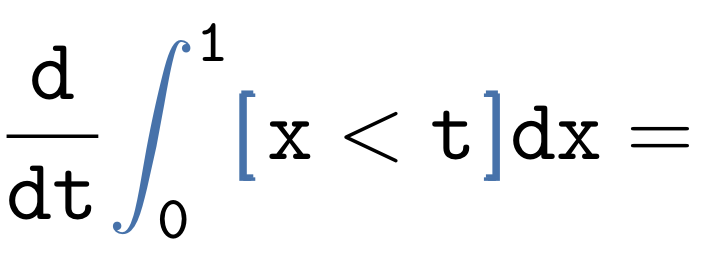 d/dt ∫₀¹ [x < t]dx =